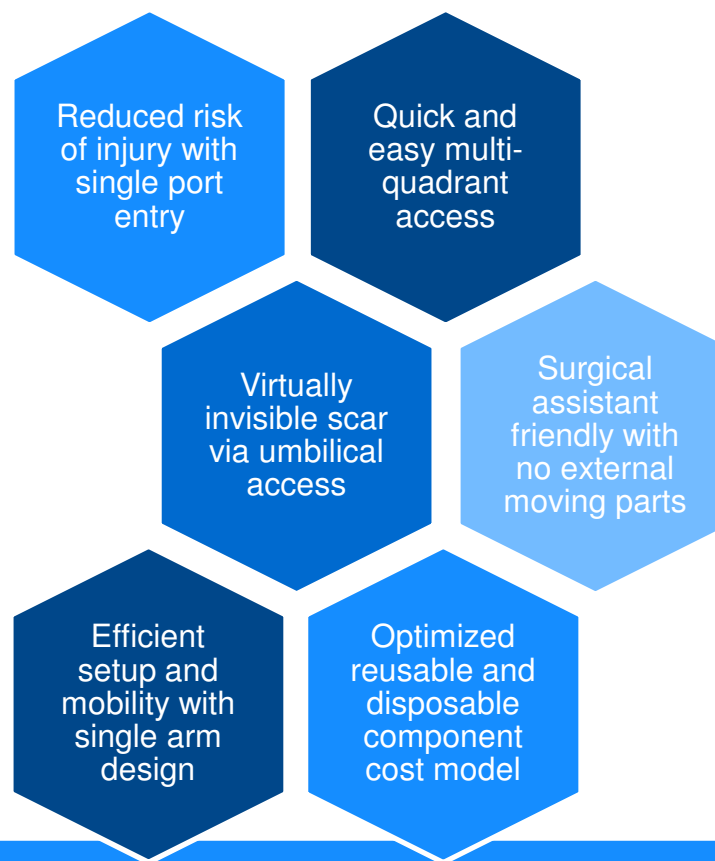 Reduced risk
of injury with
single port
entry
Quick and
easy multi-
quadrant
access
Virtually
invisible scar
via umbilical
access
Surgical
assistant
friendly with
no external
moving parts
Efficient
setup and
mobility with
single arm
design
Optimized
reusable and
disposable
component
cost model